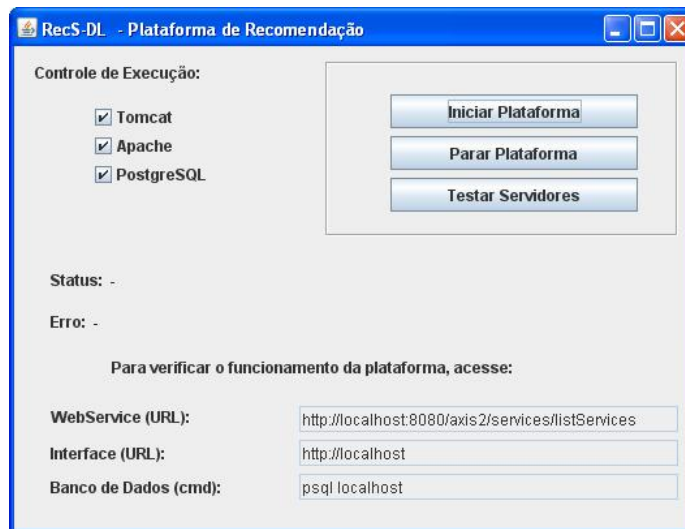 RecS-DL - Plataforma de Recomendação
Controle de Execução:
Tomcat
Apache
PostgreSQL
Iniciar Plataforma
Parar Plataforma
Testar Servidores
Status: -
Erro: -
Para verificar o funcionamento da plataforma, acesse:
WebService (URL): http://localhost:8080/axis2/services/listServices
Interface (URL): http://localhost
Banco de Dados (cmd): psql localhost